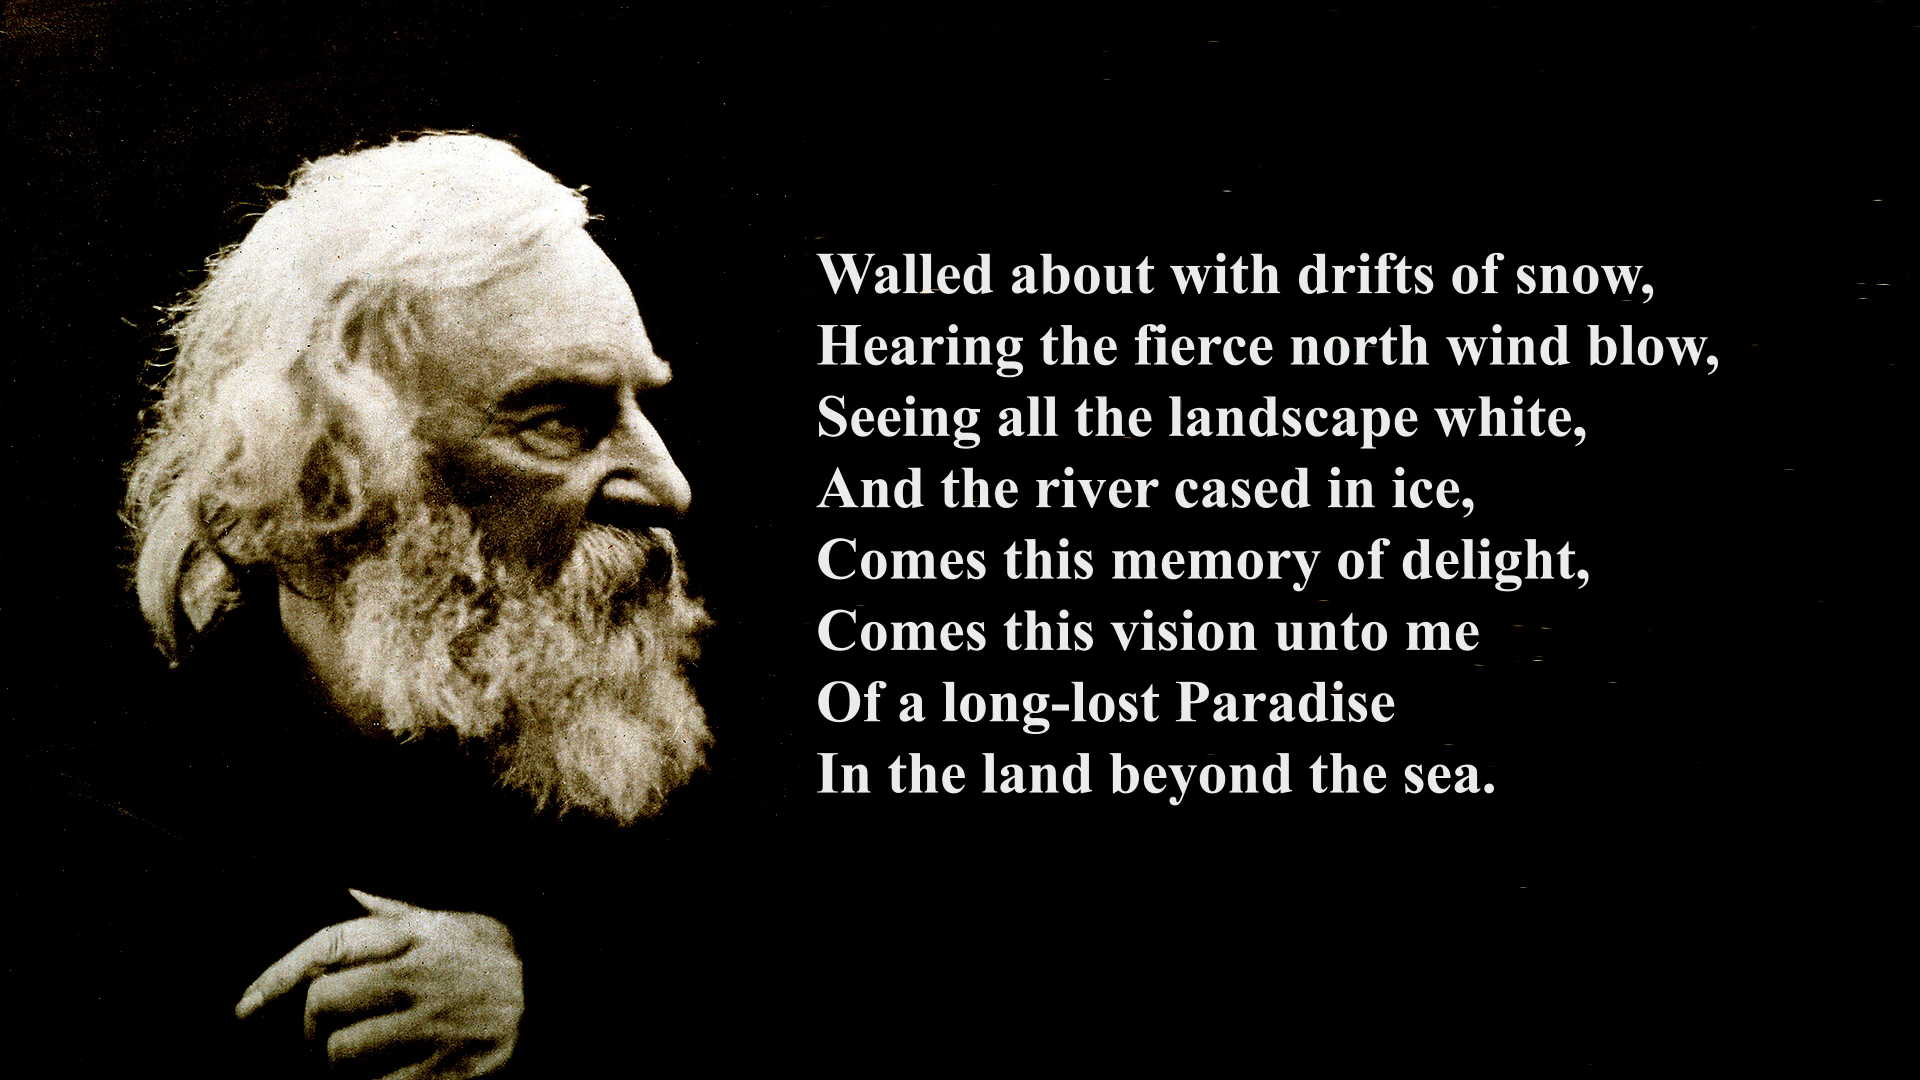 Walled about with drifts of snow,
Hearing the fierce north wind blow,
Seeing all the landscape white,
And the river cased in ice,
Comes this memory of delight,
Comes this vision unto me
Of a long-lost Paradise
In the land beyond the sea.